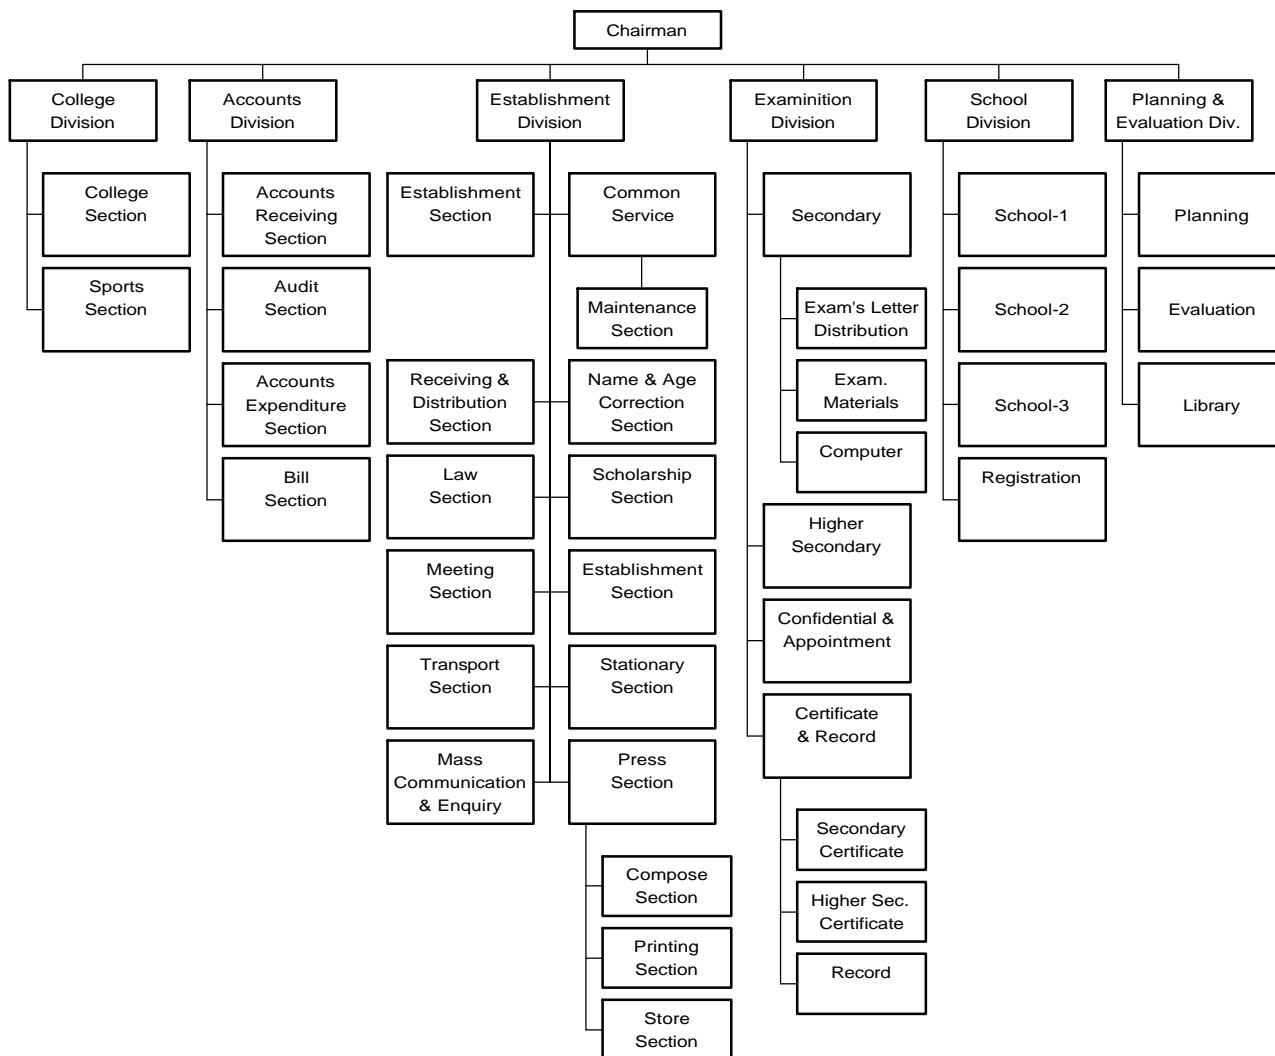 Chairman
College
Division
Accounts
Division
Establishment
Division
Examinition
Division
School
Division
Planning &
Evaluation Div.
College
Section
Sports
Section
Accounts
Receiving
Section
Audit
Section
Accounts
Expenditure
Section
Bill
Section
Establishment
Section
Common
Service
Maintenance
Section
Receiving &
Distribution
Section
Name & Age
Correction
Section
Law
Section
Scholarship
Section
Meeting
Section
Establishment
Section
Transport
Section
Stationary
Section
Mass
Communication
& Enquiry
Press
Section
Compose
Section
Printing
Section
Store
Section
Secondary
Exam's Letter
Distribution
Exam.
Materials
Computer
Higher
Secondary
Confidential &
Appointment
Certificate
& Record
Secondary
Certificate
Higher Sec.
Certificate
Record
School-1
School-2
School-3
Registration
Planning
Evaluation
Library